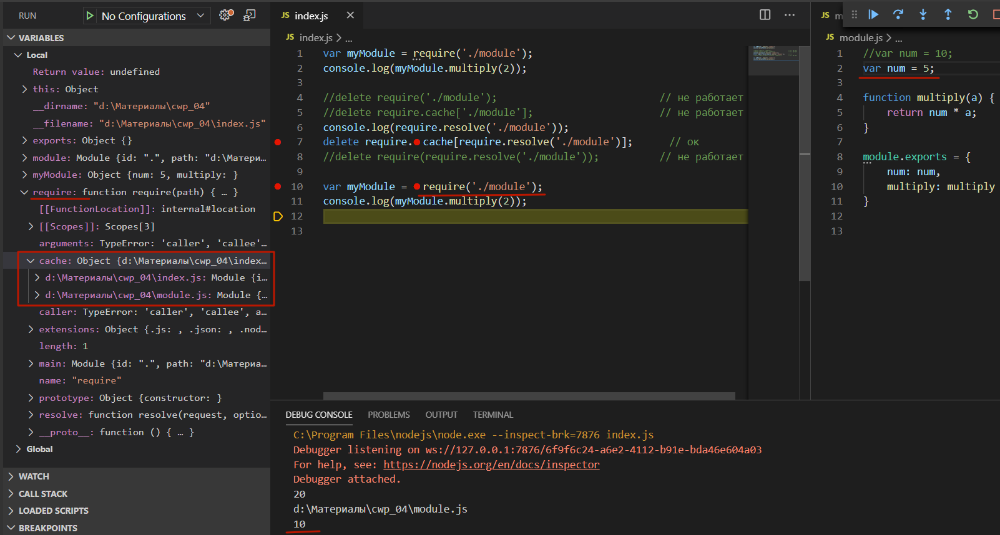 RUN
No Configurations
VARIABLES
Local
Return value: undefined
this: Object
__dirname: "d:\Материалы\cwp_04"
__filename: "d:\Материалы\cwp_04\index.js"
exports: Object {}
module: Module {id: ".", path: "d:\Матери…
myModule: Object {num: 5, multiply: }
require: function require(path) { … }
[[FunctionLocation]]: internal#location
[[Scopes]]: Scopes[3]
arguments: TypeError: 'caller', 'callee'…
cache: Object {d:\Материалы\cwp_04\index…
d:\Материалы\cwp_04\index.js: Module {i…
d:\Материалы\cwp_04\module.js: Module {…
caller: TypeError: 'caller', 'callee', a…
extensions: Object {.js: , .json: , .nod…
length: 1
main: Module {id: ".", path: "d:\Материа…
name: "require"
prototype: Object {constructor: }
resolve: function resolve(request, optio…
__proto__: function () { … }
Global
WATCH
CALL STACK
LOADED SCRIPTS
BREAKPOINTS
JS index.js
JS index.js > ...
1 var myModule = require('./module');
2 console.log(myModule.multiply(2));
3
4 //delete require('./module'); // не работает
5 //delete require.cache['./module']; // не работает
6 console.log(require.resolve('./module'));
7 delete require.cache[require.resolve('./module')]; // ок
8 //delete require(require.resolve('./module')); // не работает
9
10 var myModule = require('./module');
11 console.log(myModule.multiply(2));
12
13
JS m
JS module.js > ...
1 //var num = 10;
2 var num = 5;
3
4 function multiply(a) {
5 return num * a;
6 }
7
8 module.exports = {
9 num: num,
10 multiply: multiply
11 }
12
13
DEBUG CONSOLE PROBLEMS OUTPUT TERMINAL
C:\Program Files\nodejs\node.exe --inspect-brk=7876 index.js
Debugger listening on ws://127.0.0.1:7876/6f9f6c24-a6e2-4112-b91e-bda46e604a03
For help, see: https://nodejs.org/en/docs/inspector
Debugger attached.
20
d:\Материалы\cwp_04\module.js
10